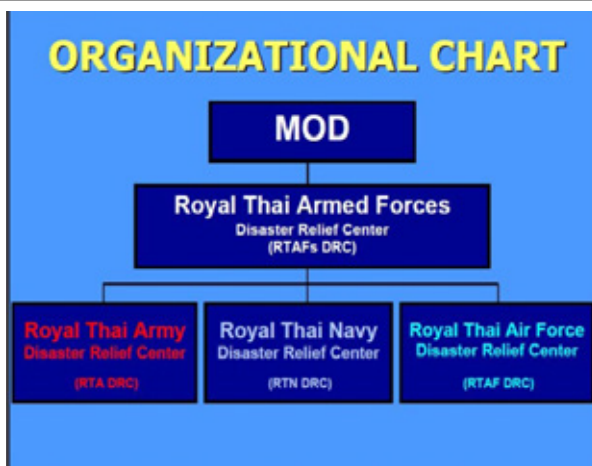 ORGANIZATIONAL CHART
MOD
Royal Thai Armed Forces
Disaster Relief Center
(RTAFs DRC)
Royal Thai Army
Disaster Relief Center
(RTA DRC)
Royal Thai Navy
Disaster Relief Center
(RTN DRC)
Royal Thai Air Force
Disaster Relief Center
(RTAF DRC)